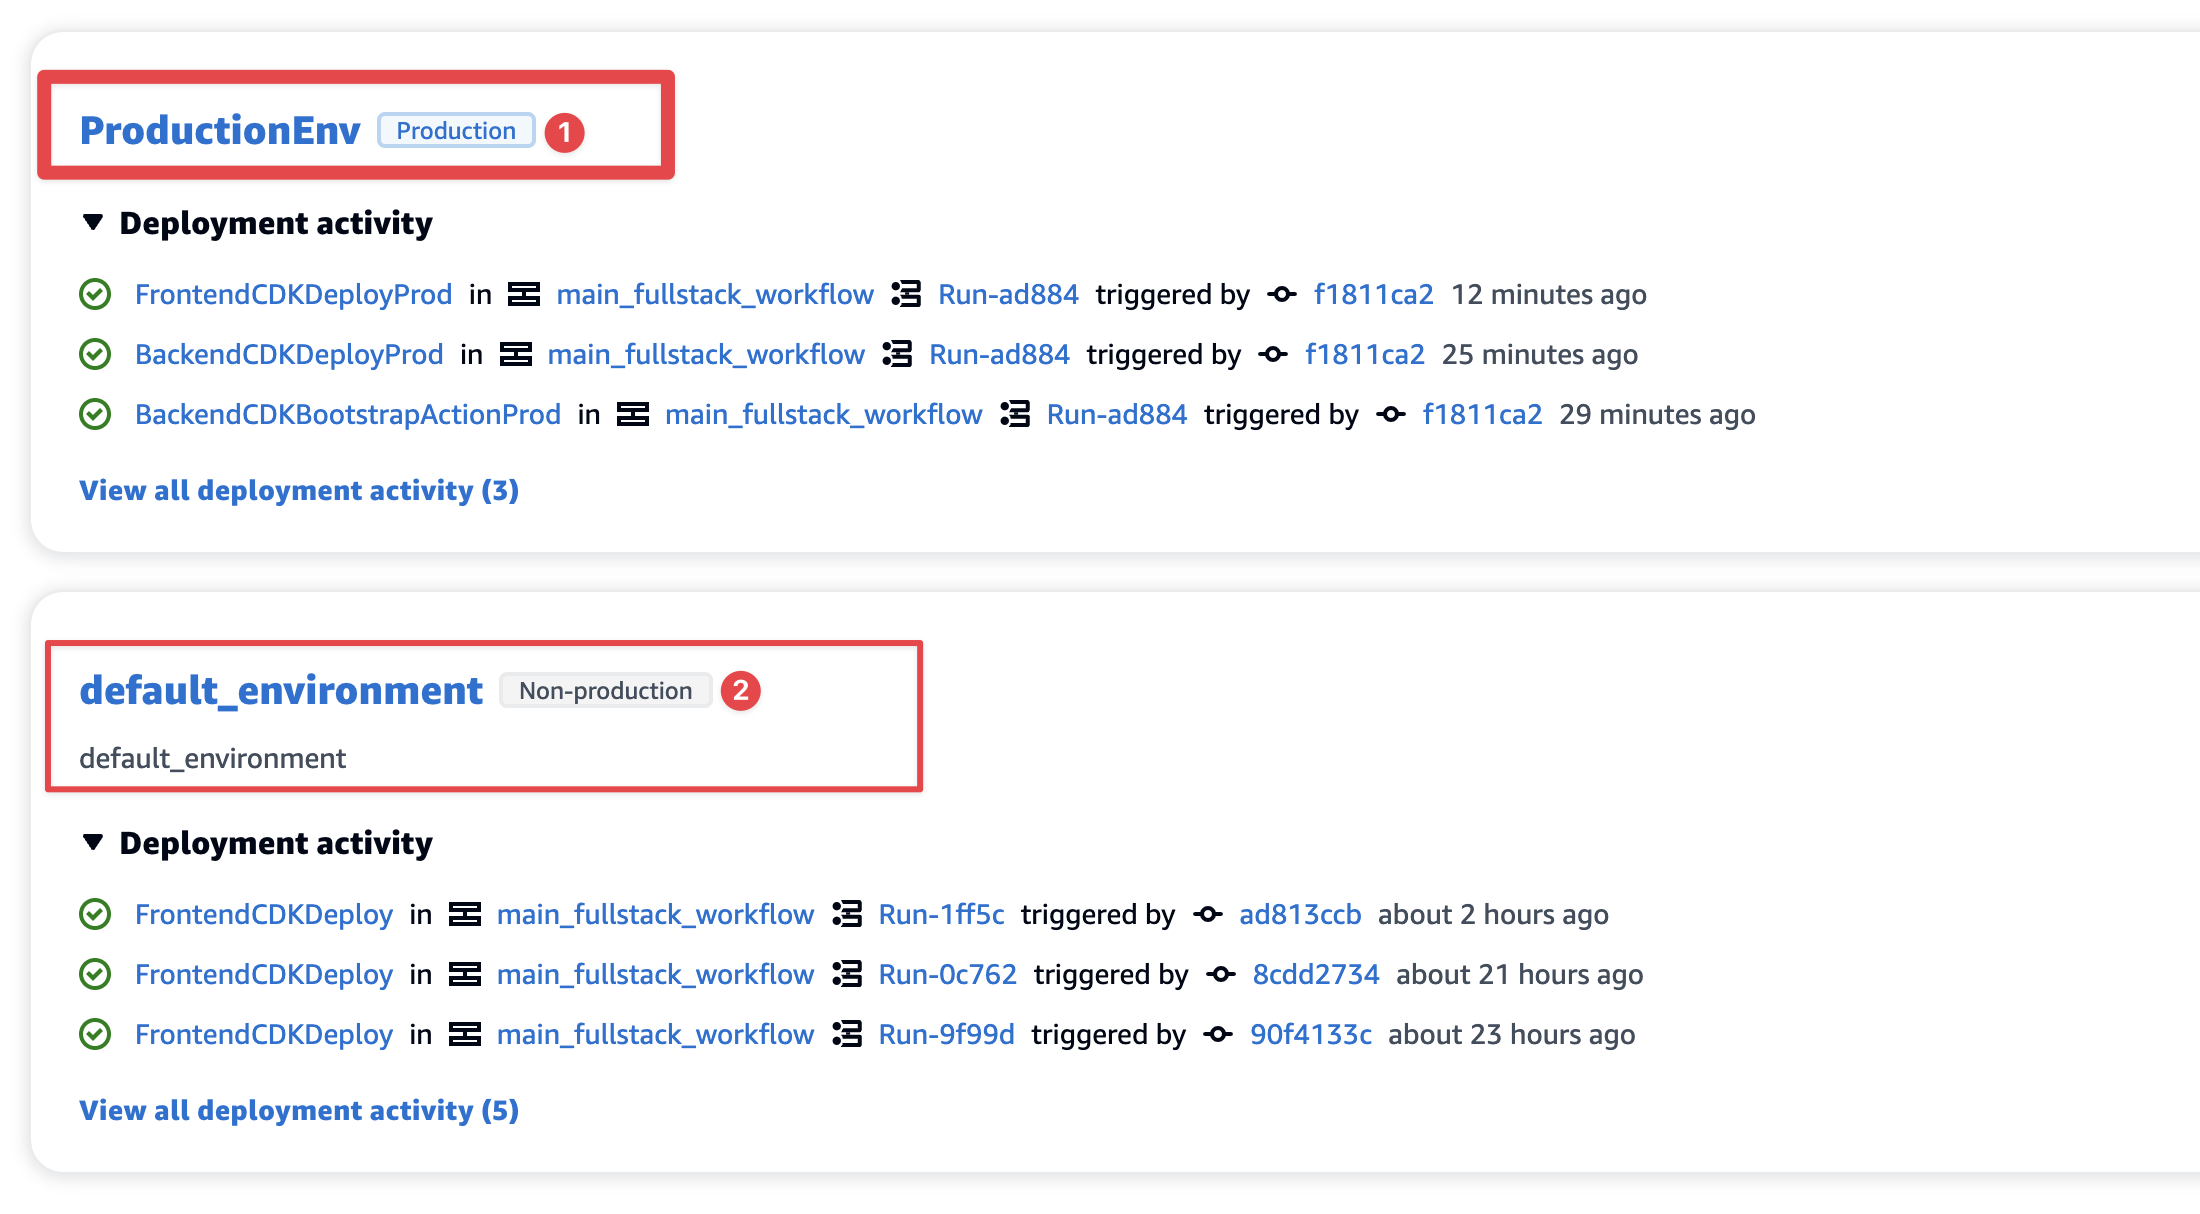 ProductionEnv Production 1
Deployment activity
FrontendCDKDeployProd in main_fullstack_workflow Run-ad884 triggered by f1811ca2 12 minutes ago
BackendCDKDeployProd in main_fullstack_workflow Run-ad884 triggered by f1811ca2 25 minutes ago
BackendCDKBootstrapActionProd in main_fullstack_workflow Run-ad884 triggered by f1811ca2 29 minutes ago
View all deployment activity (3)
default_environment Non-production 2
default_environment
Deployment activity
FrontendCDKDeploy in main_fullstack_workflow Run-1ff5c triggered by ad813ccb about 2 hours ago
FrontendCDKDeploy in main_fullstack_workflow Run-0c762 triggered by 8cdd2734 about 21 hours ago
FrontendCDKDeploy in main_fullstack_workflow Run-9f99d triggered by 90f4133c about 23 hours ago
View all deployment activity (5)